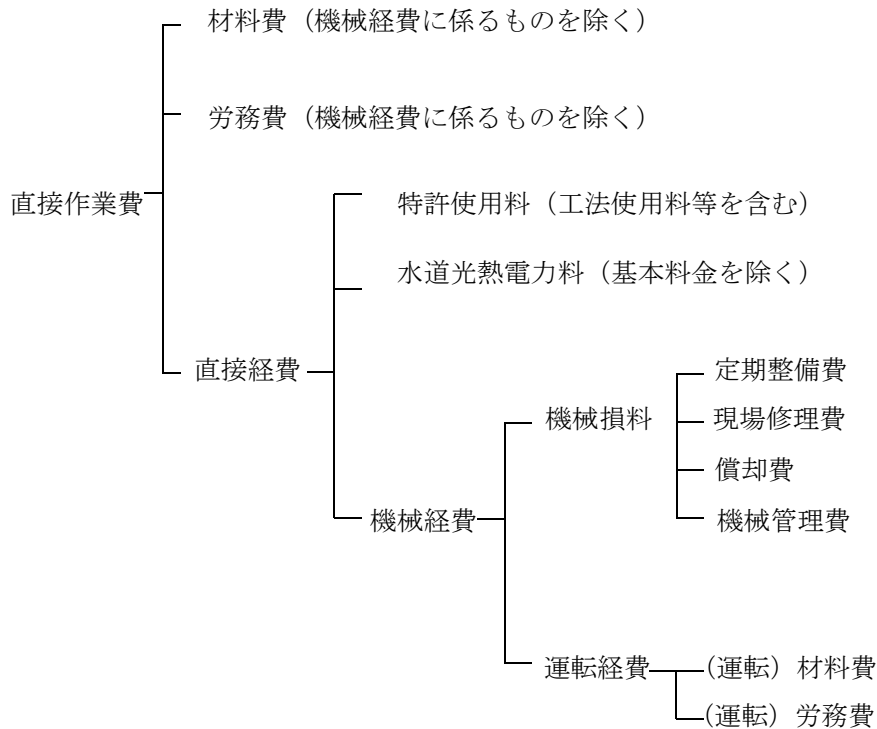 材料費（機械経費に係るものを除く）
労務費（機械経費に係るものを除く）
直接作業費
特許使用料（工法使用料等を含む）
水道光熱電力料（基本料金を除く）
直接経費
定期整備費
機械損料
現場修理費
償却費
機械経費
機械管理費
運転経費
（運転）材料費
（運転）労務費